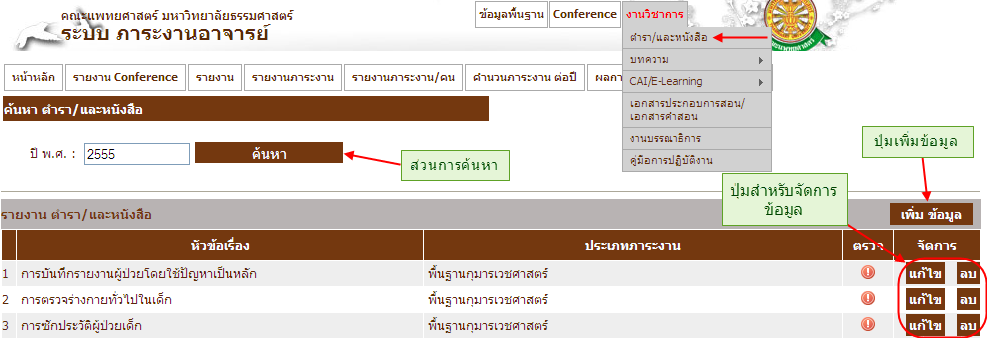 คณะแพทยศาสตร์ มหาวิทยาลัยธรรมศาสตร์
ระบบ ภาระงานอาจารย์
ข้อมูลพื้นฐาน Conference งานวิชาการ
ตำรา/และหนังสือ
บทความ
CAI/E-Learning
เอกสารประกอบการสอน/
เอกสารคำสอน
งานบรรณาธิการ
คู่มือการปฏิบัติงาน
หน้าหลัก รายงาน Conference รายงาน รายงานภาระงาน รายงานภาระงาน/คน คำนวนภาระงาน ต่อปี ผลกา
ค้นหา ตำรา/และหนังสือ
ปี พ.ศ. : 2555 ค้นหา
ส่วนการค้นหา
ปุ่มเพิ่มข้อมูล
ปุ่มสำหรับจัดการ
ข้อมูล
รายงาน ตำรา/และหนังสือ เพิ่ม ข้อมูล
หัวข้อเรื่อง ประเภทภาระงาน ตรวจ จัดการ
1 การบันทึกรายงานผู้ป่วยโดยใช้ปัญหาเป็นหลัก พื้นฐานกุมารเวชศาสตร์ แก้ไข ลบ
2 การตรวจร่างกายทั่วไปในเด็ก พื้นฐานกุมารเวชศาสตร์ แก้ไข ลบ
3 การซักประวัติผู้ป่วยเด็ก พื้นฐานกุมารเวชศาสตร์ แก้ไข ลบ